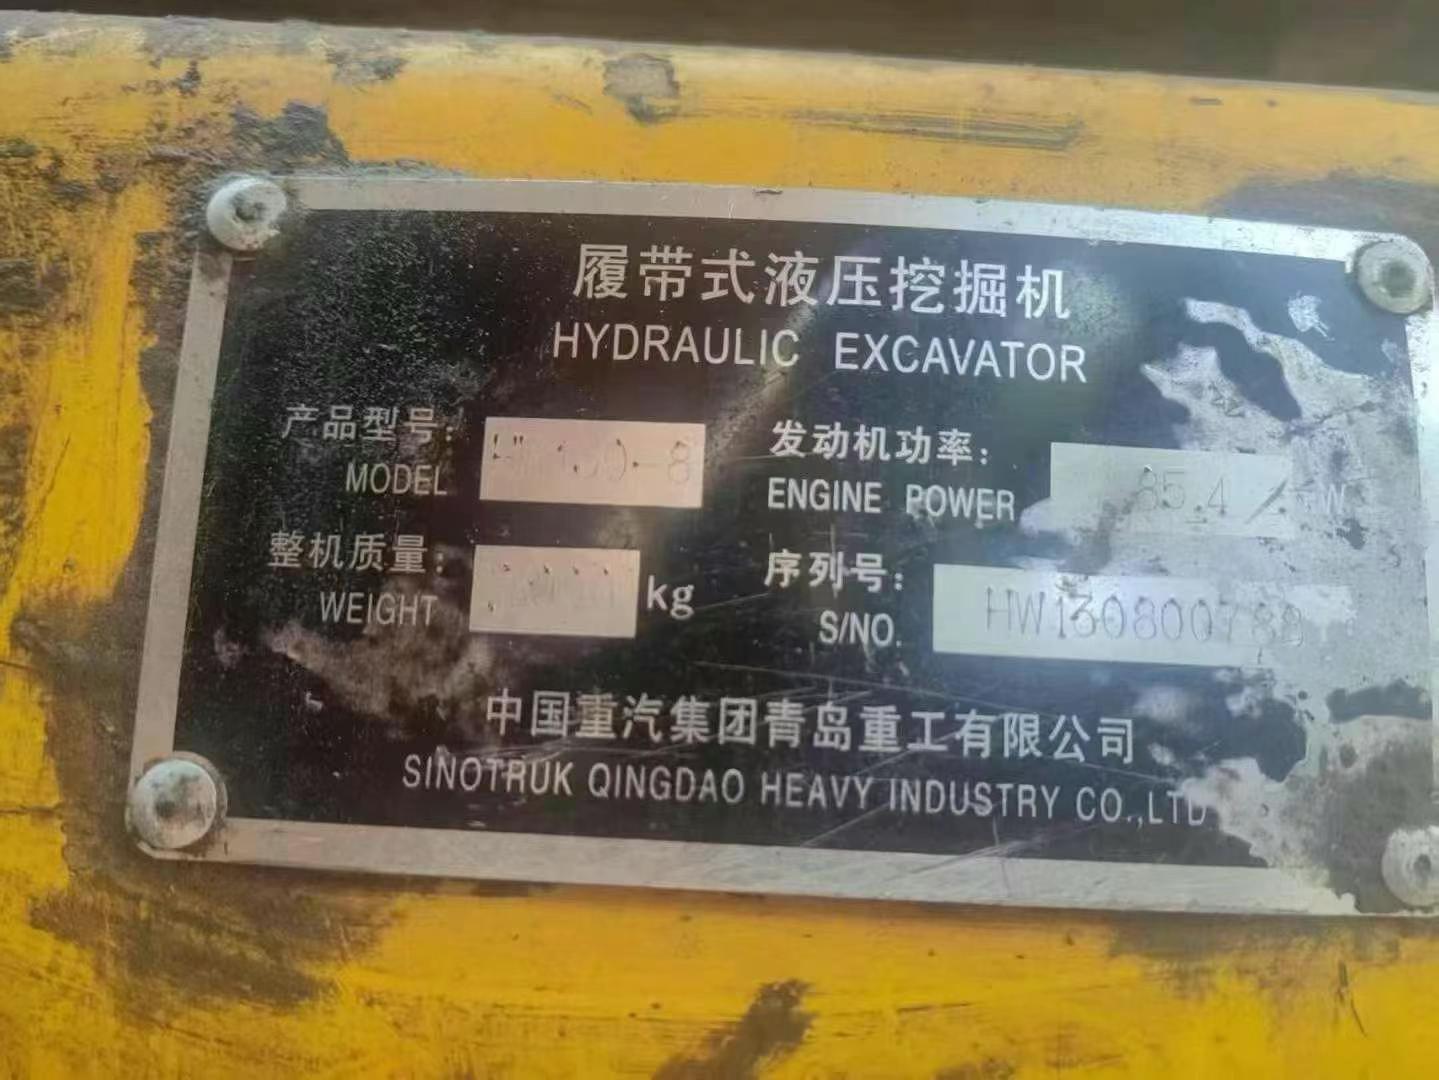 履带式液压挖掘机
HYDRAULIC EXCAVATOR
产品型号：
MODEL
发动机功率： 85.4
ENGINE POWER
整机质量： kg
WEIGHT
序列号：
S/NO.
中国重汽集团青岛重工有限公司
SINOTRUK QINGDAO HEAVY INDUSTRY CO.,LTD